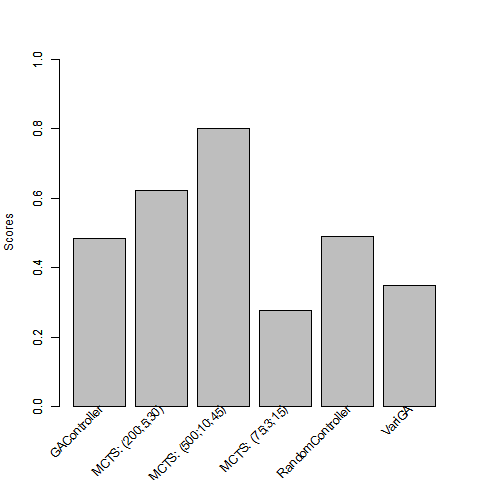 Scores
1.0
0.8
0.6
0.4
0.2
0.0
GAController
MCTS: (200;5;30)
MCTS: (500;10;45)
MCTS: (75;3;15)
RandomController
VariGA